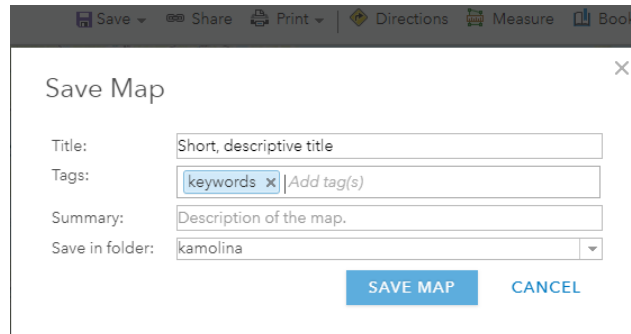 Save Share Print Directions Measure Book
Save Map
Title: Short, descriptive title
Tags: keywords x Add tag(s)
Summary: Description of the map.
Save in folder: kamolina
SAVE MAP CANCEL